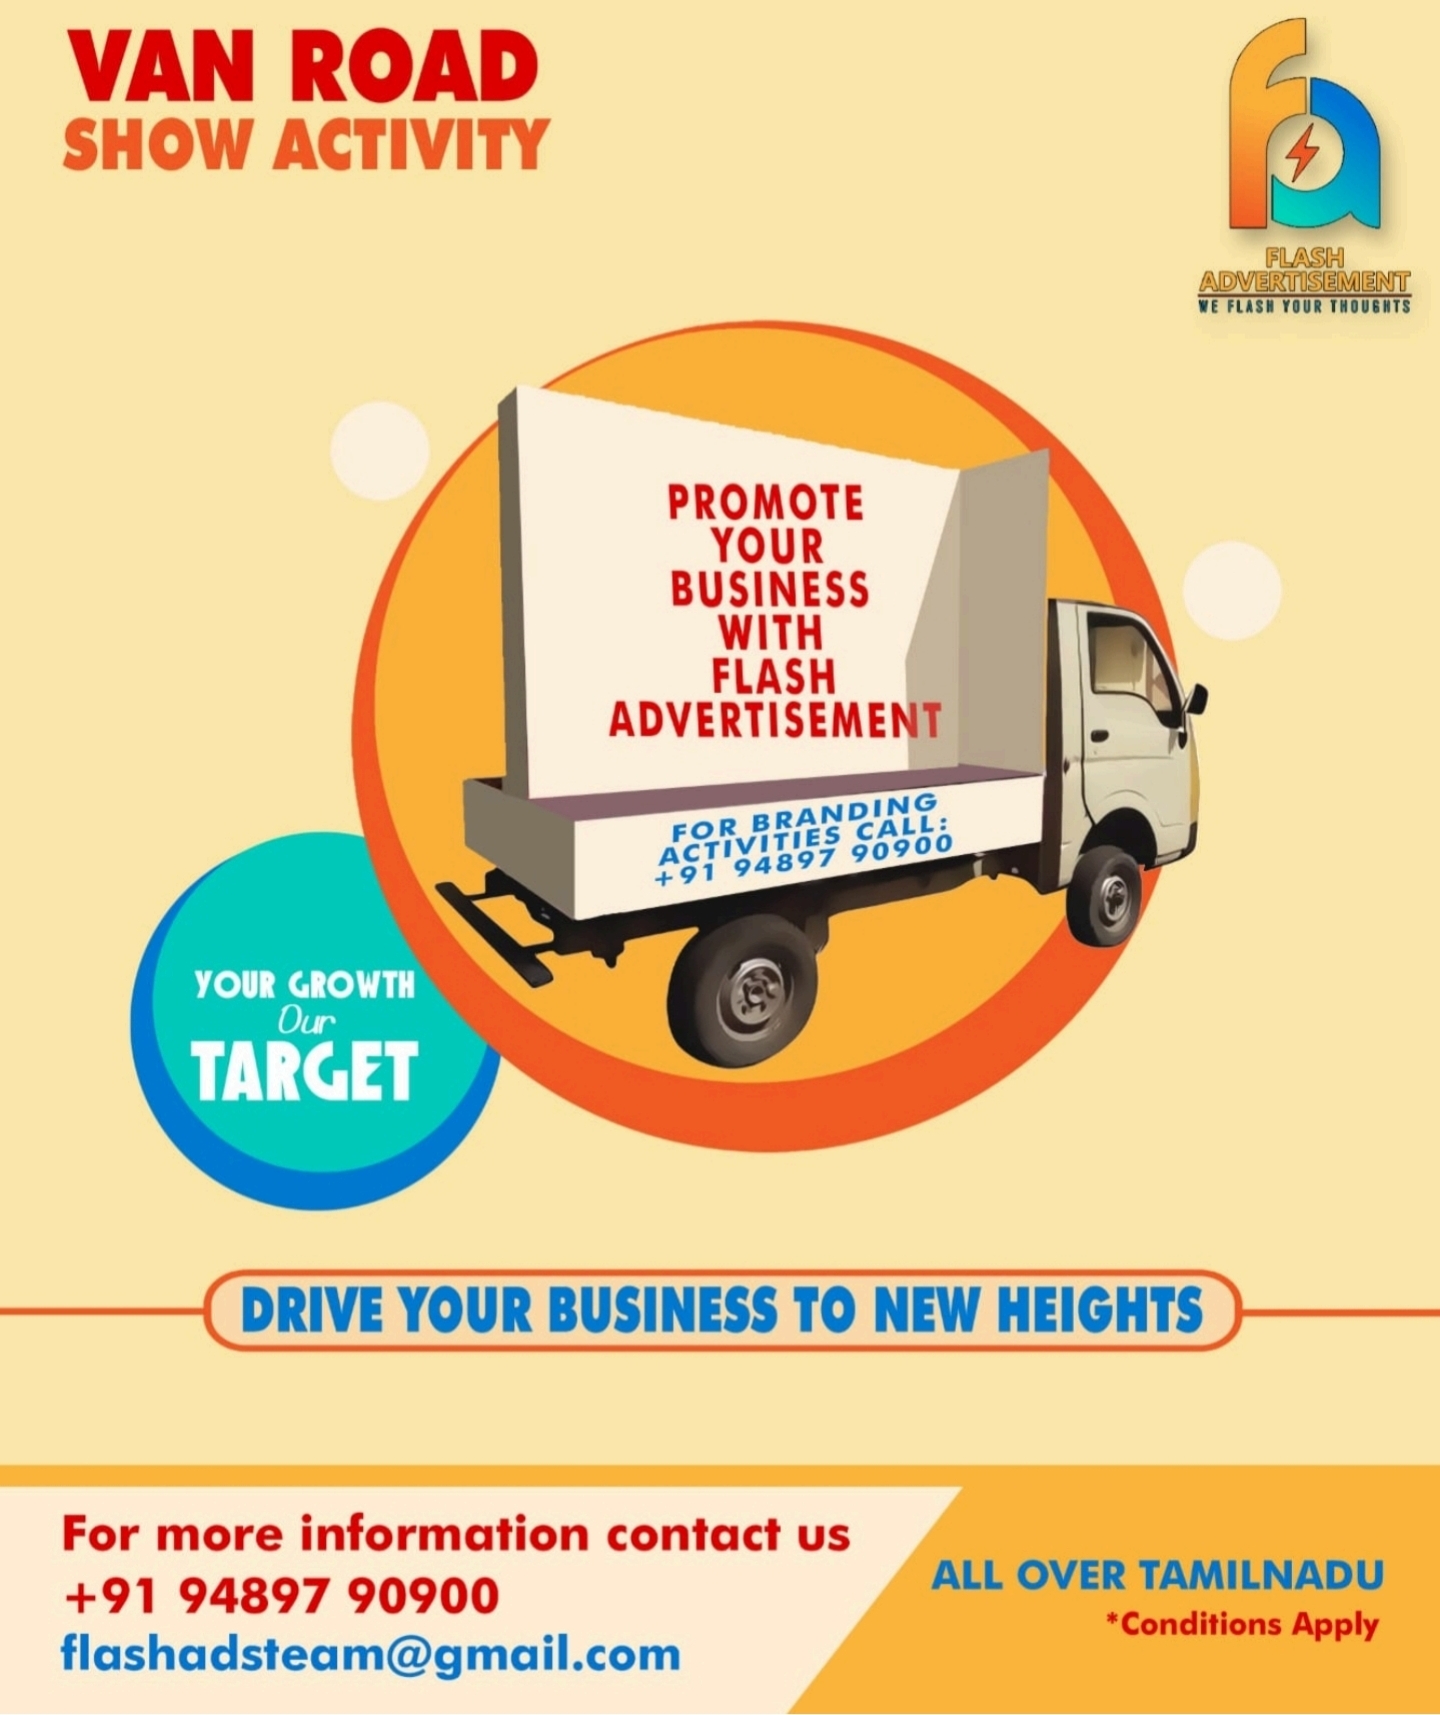 VAN ROAD
SHOW ACTIVITY
fa
FLASH
ADVERTISEMENT
WE FLASH YOUR THOUGHTS
PROMOTE
YOUR
BUSINESS
WITH
FLASH
ADVERTISEMENT
FOR BRANDING
ACTIVITIES CALL:
+91 94897 90900
YOUR GROWTH
Our
TARGET
DRIVE YOUR BUSINESS TO NEW HEIGHTS
For more information contact us
+91 94897 90900
flashadsteam@gmail.com
ALL OVER TAMILNADU
*Conditions Apply